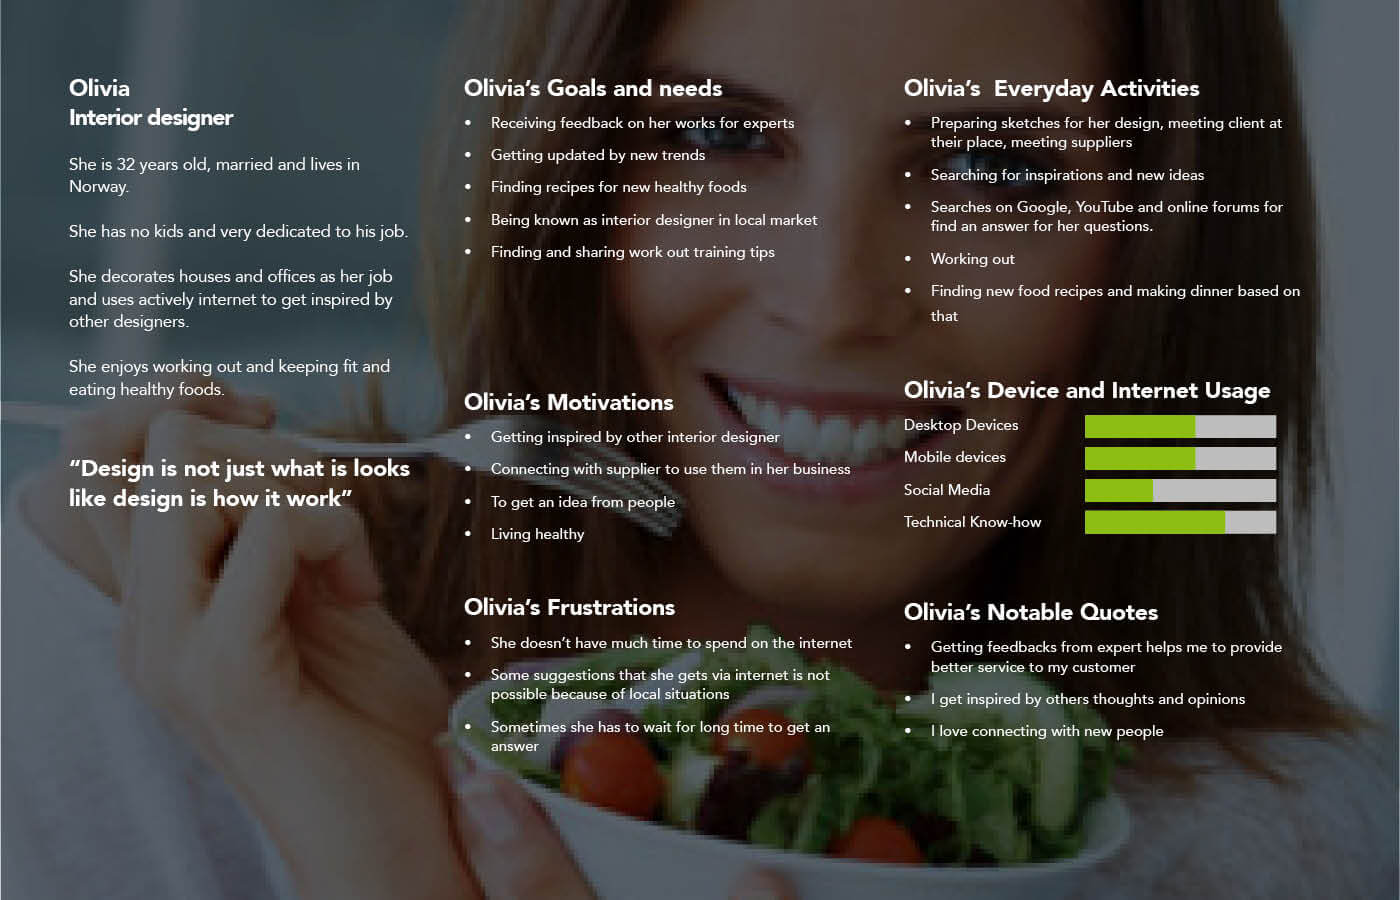 Olivia
Interior designer
She is 32 years old, married and lives in
Norway.
She has no kids and very dedicated to his job.
She decorates houses and offices as her job
and uses actively internet to get inspired by
other designers.
She enjoys working out and keeping fit and
eating healthy foods.
“Design is not just what is looks
like design is how it work”
Olivia’s Goals and needs
• Receiving feedback on her works for experts
• Getting updated by new trends
• Finding recipes for new healthy foods
• Being known as interior designer in local market
• Finding and sharing work out training tips
Olivia’s Motivations
• Getting inspired by other interior designer
• Connecting with supplier to use them in her business
• To get an idea from people
• Living healthy
Olivia’s Frustrations
• She doesn’t have much time to spend on the internet
• Some suggestions that she gets via internet is not
possible because of local situations
• Sometimes she has to wait for long time to get an
answer
Olivia’s  Everyday Activities
• Preparing sketches for her design, meeting client at
their place, meeting suppliers
• Searching for inspirations and new ideas
• Searches on Google, YouTube and online forums for
find an answer for her questions.
• Working out
• Finding new food recipes and making dinner based on
that
Olivia’s Device and Internet Usage
Desktop Devices
Mobile devices
Social Media
Technical Know-how
Olivia’s Notable Quotes
• Getting feedbacks from expert helps me to provide
better service to my customer
• I get inspired by others thoughts and opinions
• I love connecting with new people